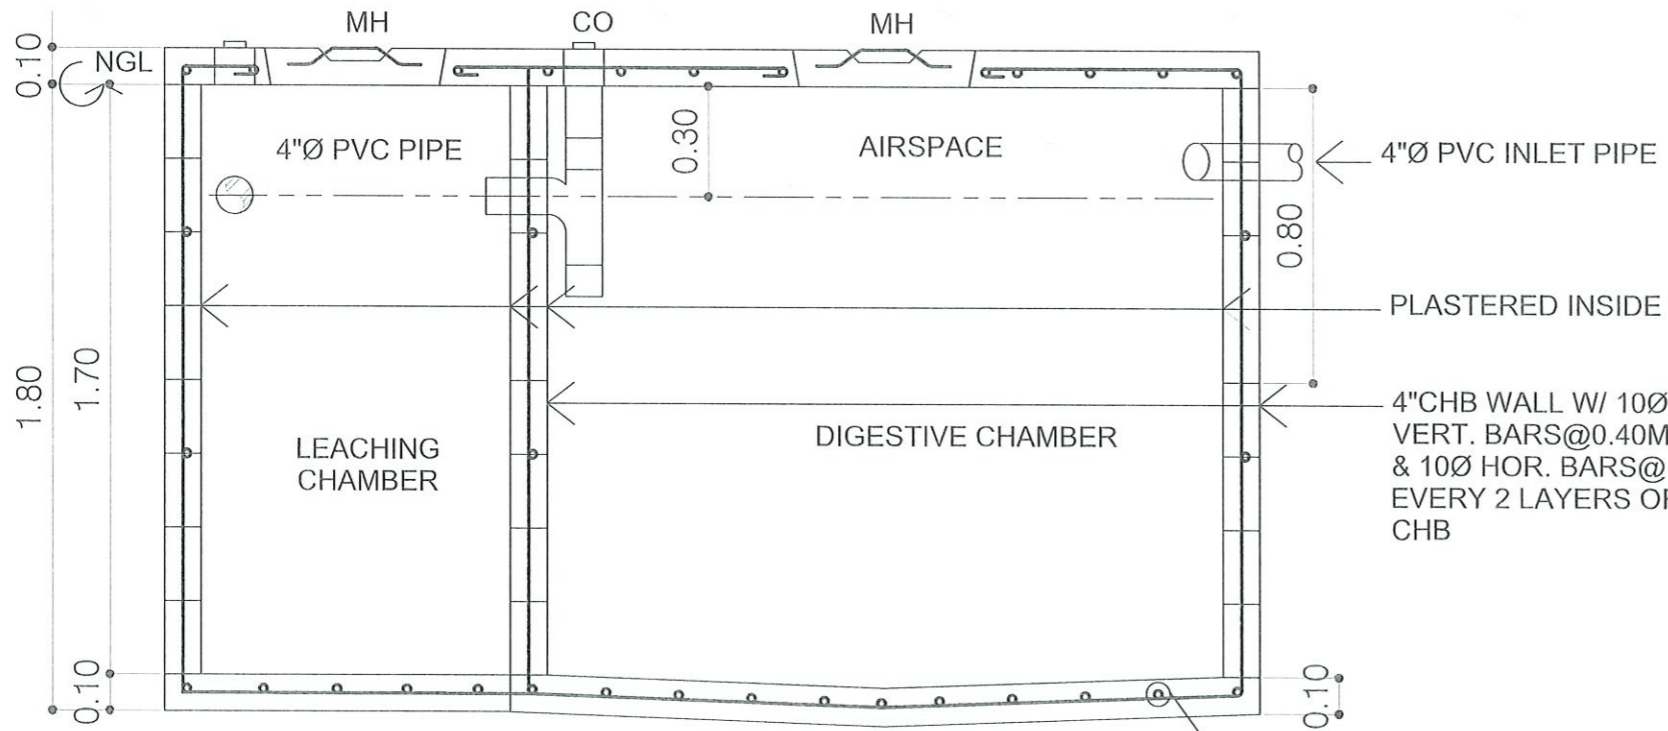 MH
CO
MH
0.10
NGL
4"Ø PVC PIPE
0.30
AIRSPACE
4"Ø PVC INLET PIPE
0.80
PLASTERED INSIDE
1.80
1.70
4"CHB WALL W/ 10Ø
VERT. BARS@0.40M
& 10Ø HOR. BARS@
EVERY 2 LAYERS OF
CHB
LEACHING
CHAMBER
DIGESTIVE CHAMBER
0.10
0.10